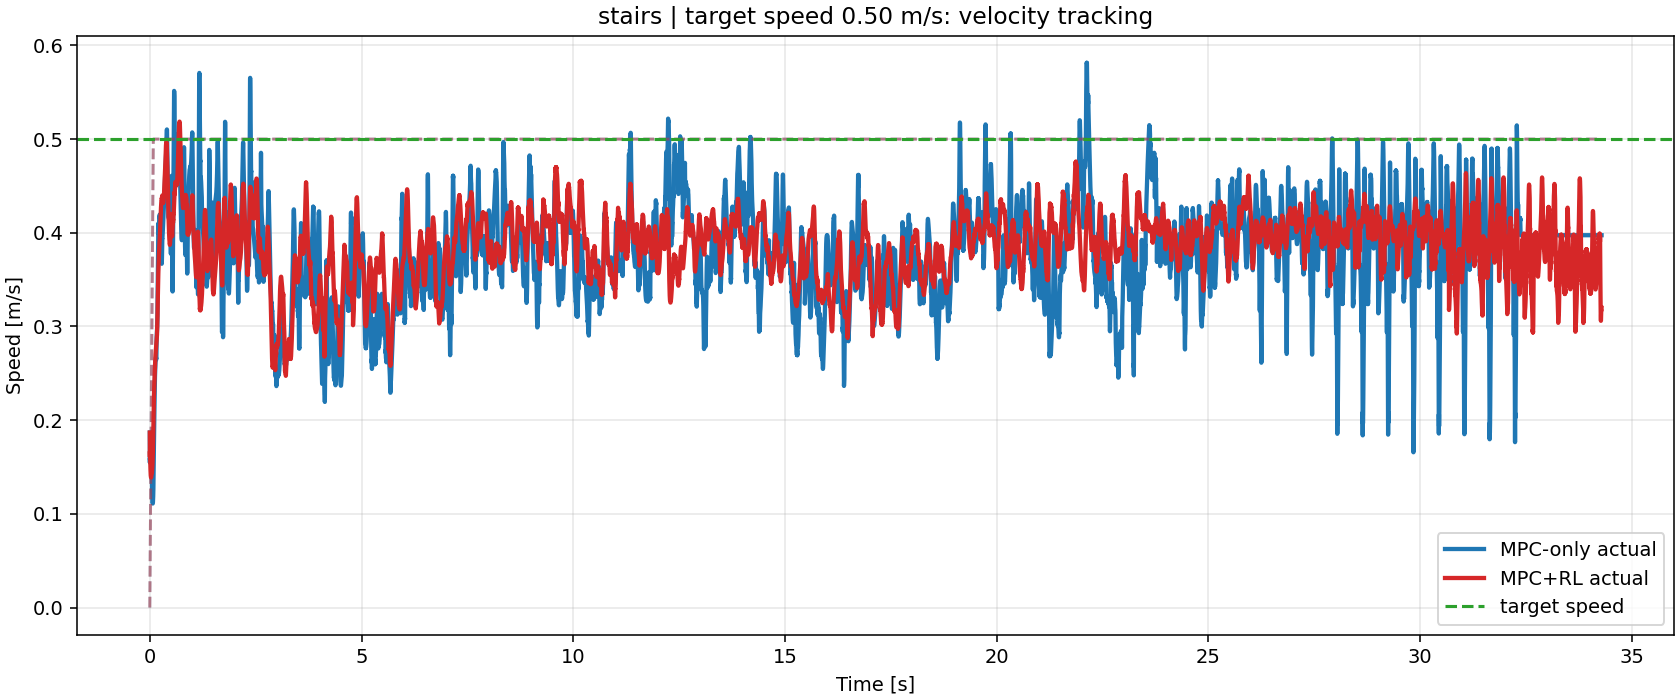 stairs | target speed 0.50 m/s: velocity tracking
Speed [m/s]
0.6
0.5
0.4
0.3
0.2
0.1
0.0
MPC-only actual
MPC+RL actual
target speed
0 5 10 15 20 25 30 35
Time [s]